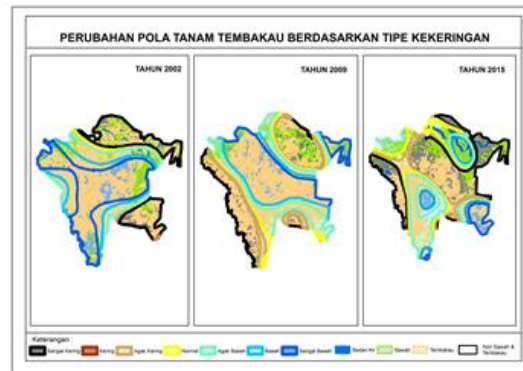 PERUBAHAN POLA TANAM TEMBAKAU BERDASARKAN TIPE KEKERINGAN
TAHUN 2002
TAHUN 2009
TAHUN 2015
Keterangan :
Sangat Kering
Kering
Agak Kering
Normal
Agak Basah
Basah
Sangat Basah
Badan Air
Sawah
Tembakau
Non Sawah &
Tembakau